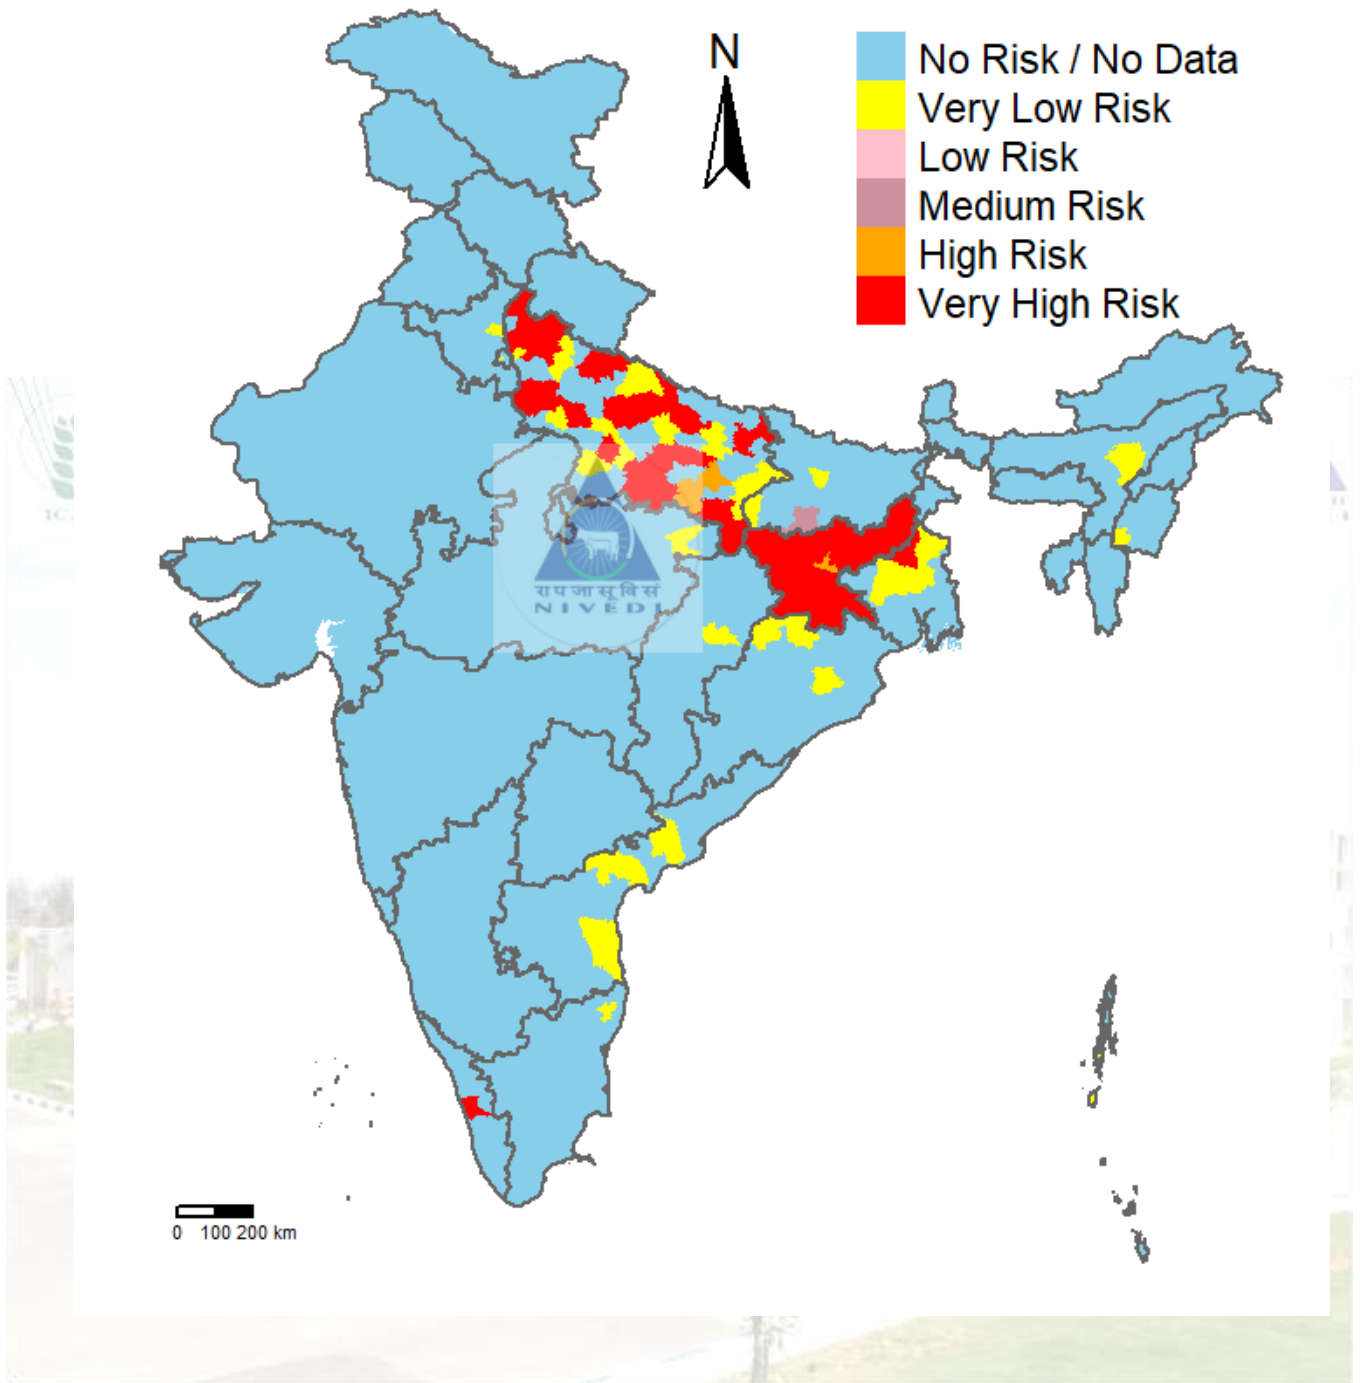 N
No Risk / No Data
Very Low Risk
Low Risk
Medium Risk
High Risk
Very High Risk
रा प जा सू वि सं
NIVEDI
0 100 200 km